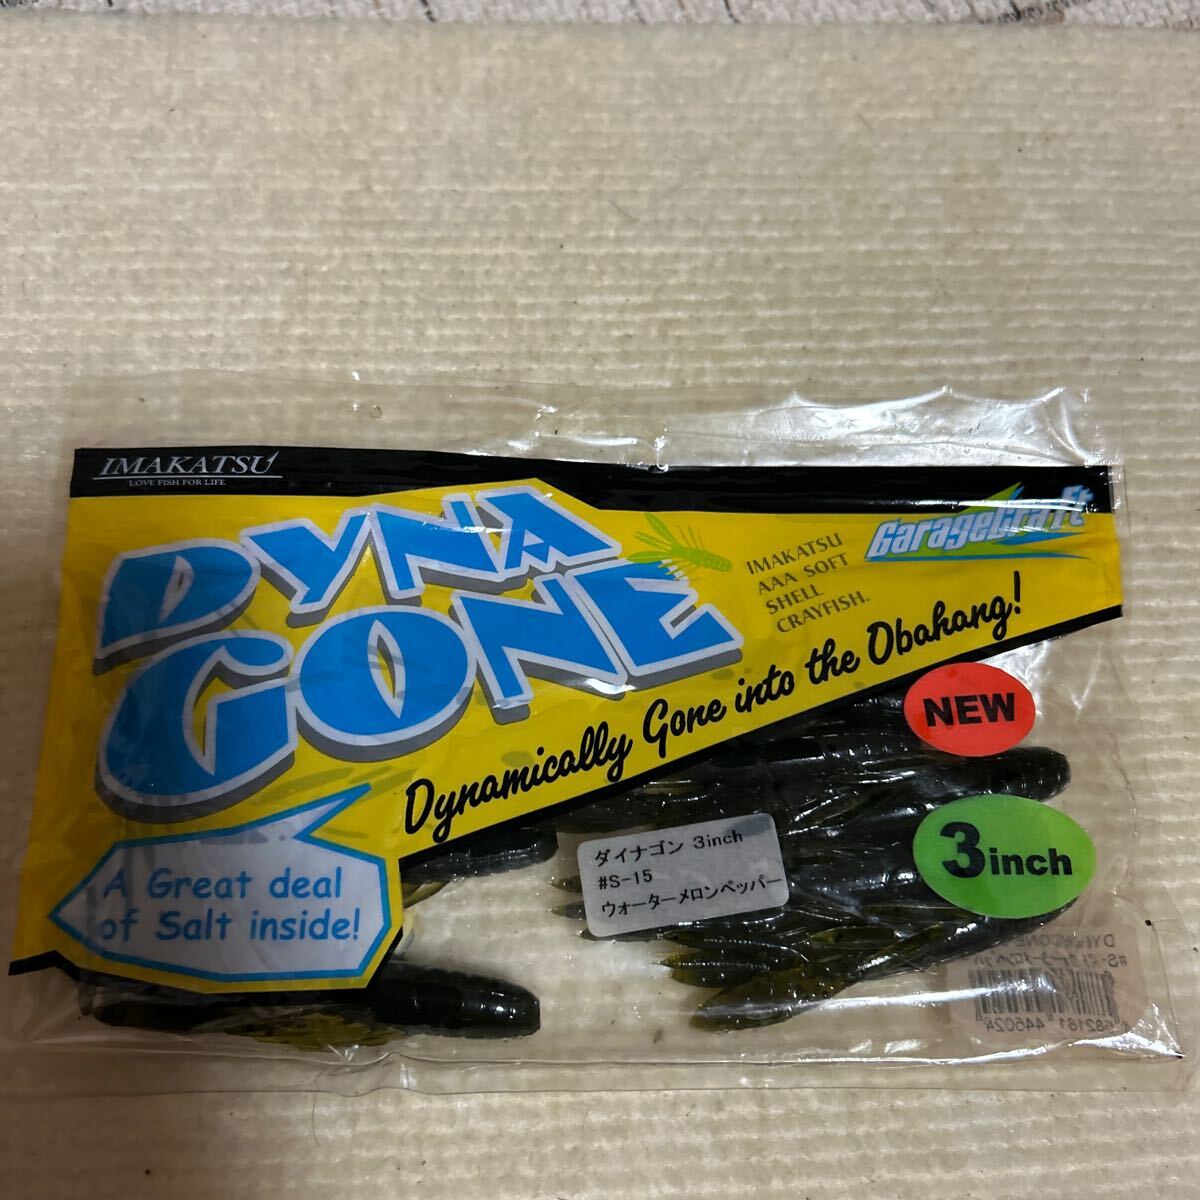 IMAKATSU
LOVE FISH FOR LIFE
DYNA
GONE
IMAKATSU
AAA SOFT
SHELL
CRAYFISH.
GarageCraft
Dynamically Gone into the Obahang!
NEW
3inch
A Great deal
of Salt inside!
ダイナゴン 3inch
#S-15
ウォーターメロンペッパー